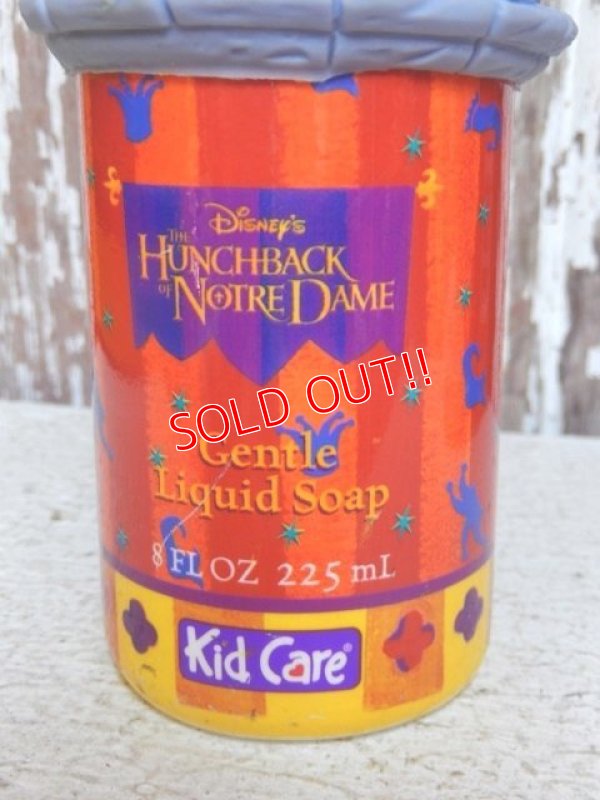 DISNEY'S
THE
HUNCHBACK
OF NOTRE DAME
SOLD OUT!!
Gentle
Liquid Soap
8 FL OZ 225 mL
Kid Care®